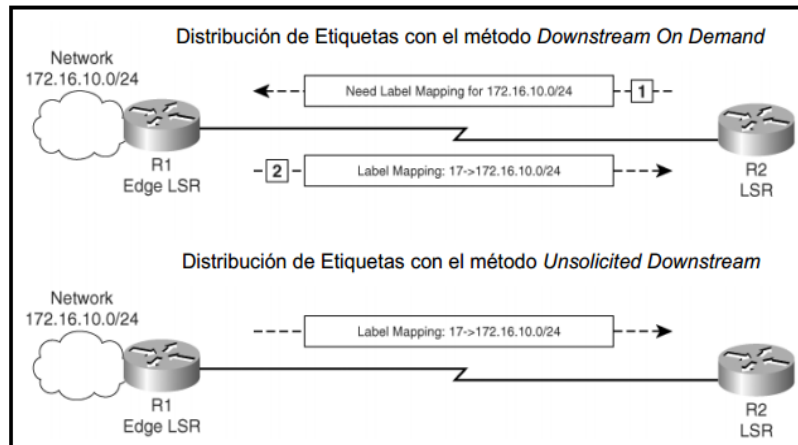 Distribución de Etiquetas con el método Downstream On Demand
Network
172.16.10.0/24
Need Label Mapping for 172.16.10.0/24
1
R1
Edge LSR
2
Label Mapping: 17->172.16.10.0/24
R2
LSR
Distribución de Etiquetas con el método Unsolicited Downstream
Network
172.16.10.0/24
Label Mapping: 17->172.16.10.0/24
R1
Edge LSR
R2
LSR